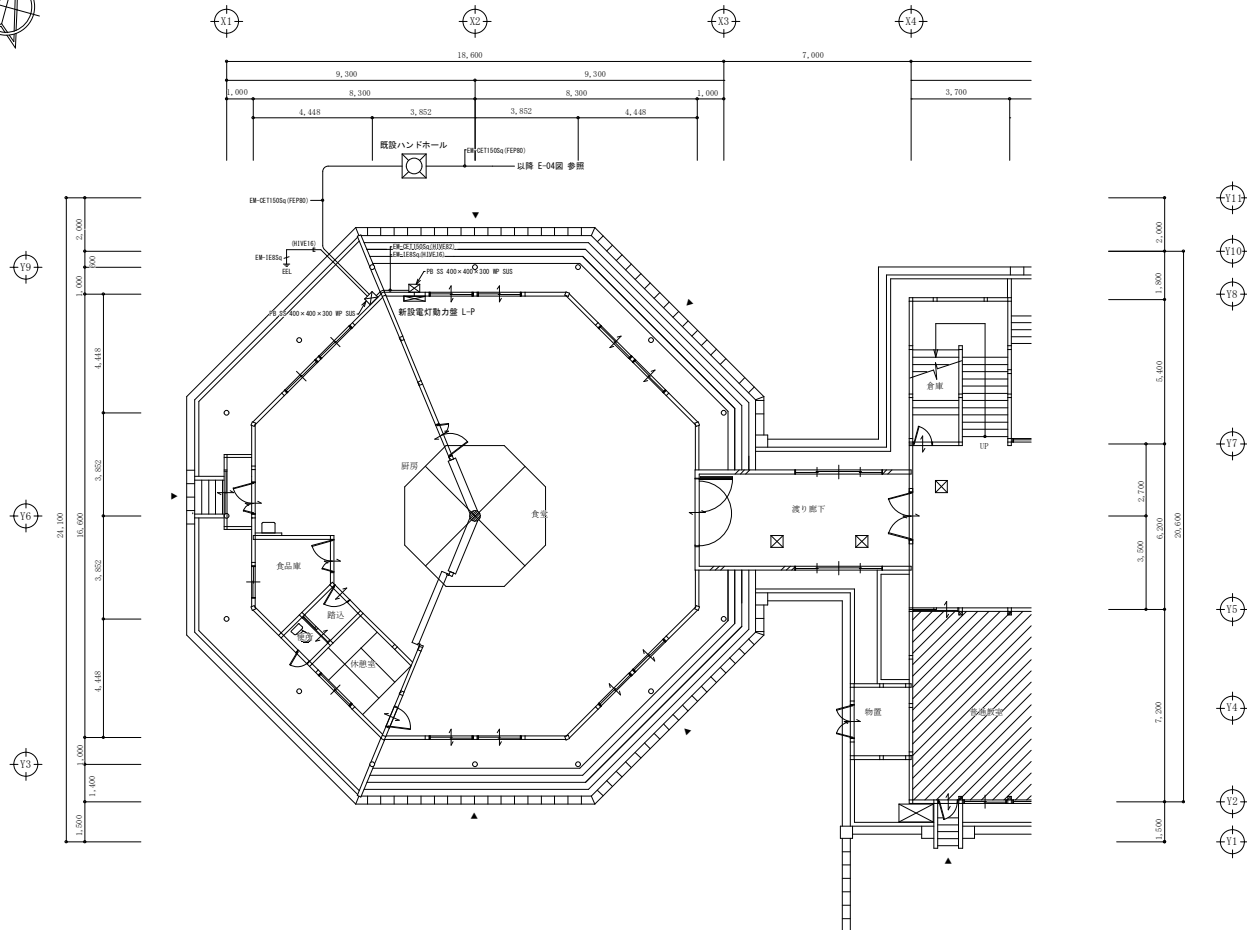 X1
X2
X3
X4
18,600
7,000
9,300
9,300
1,000
8,300
8,300
1,000
3,700
4,448
3,852
3,852
4,448
既設ハンドホール
EM-CET150Sq(FEP80)
以降 E-04図 参照
EM-CET150Sq(FEP80)
(HIVE16)
EM-IE8Sq
EEL
EM-CET150Sq(HIVE82)
EM-IE8Sq(HIVE16)
PB SS 400×400×300 WP SUS
PB SS 400×400×300 WP SUS
新設電灯動力盤 L-P
Y9
Y6
Y3
24,100
2,000
600
1,000
16,600
1,000
1,400
1,500
4,448
3,852
3,852
4,448
厨房
食堂
食品庫
踏込
便所
休憩室
渡り廊下
倉庫
UP
物置
普通教室
2,700
3,500
2,000
1,800
5,400
6,200
7,200
1,500
20,600
Y11
Y10
Y8
Y7
Y5
Y4
Y2
Y1